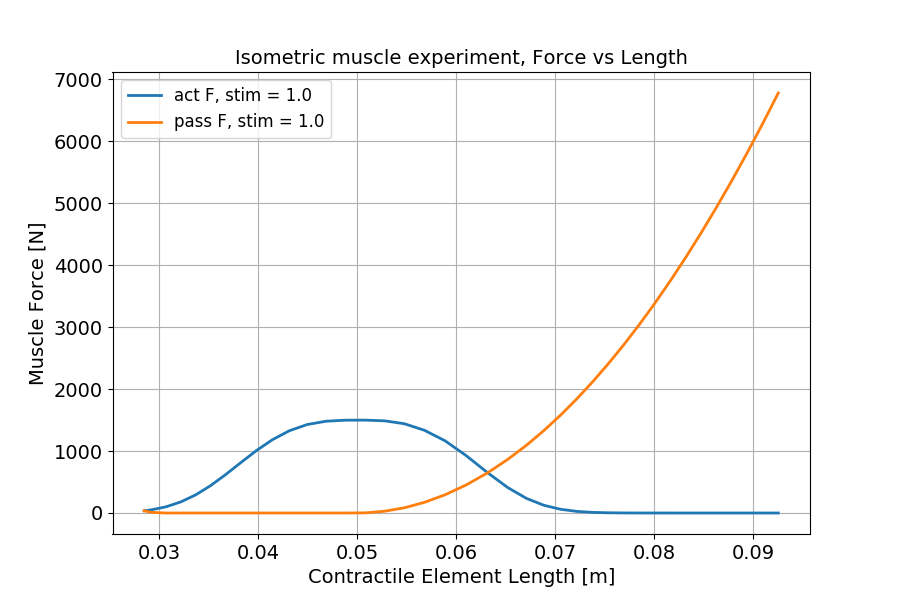 Isometric muscle experiment, Force vs Length
7000
6000
5000
4000
3000
2000
1000
0
Muscle Force [N]
act F, stim = 1.0
pass F, stim = 1.0
0.03 0.04 0.05 0.06 0.07 0.08 0.09
Contractile Element Length [m]